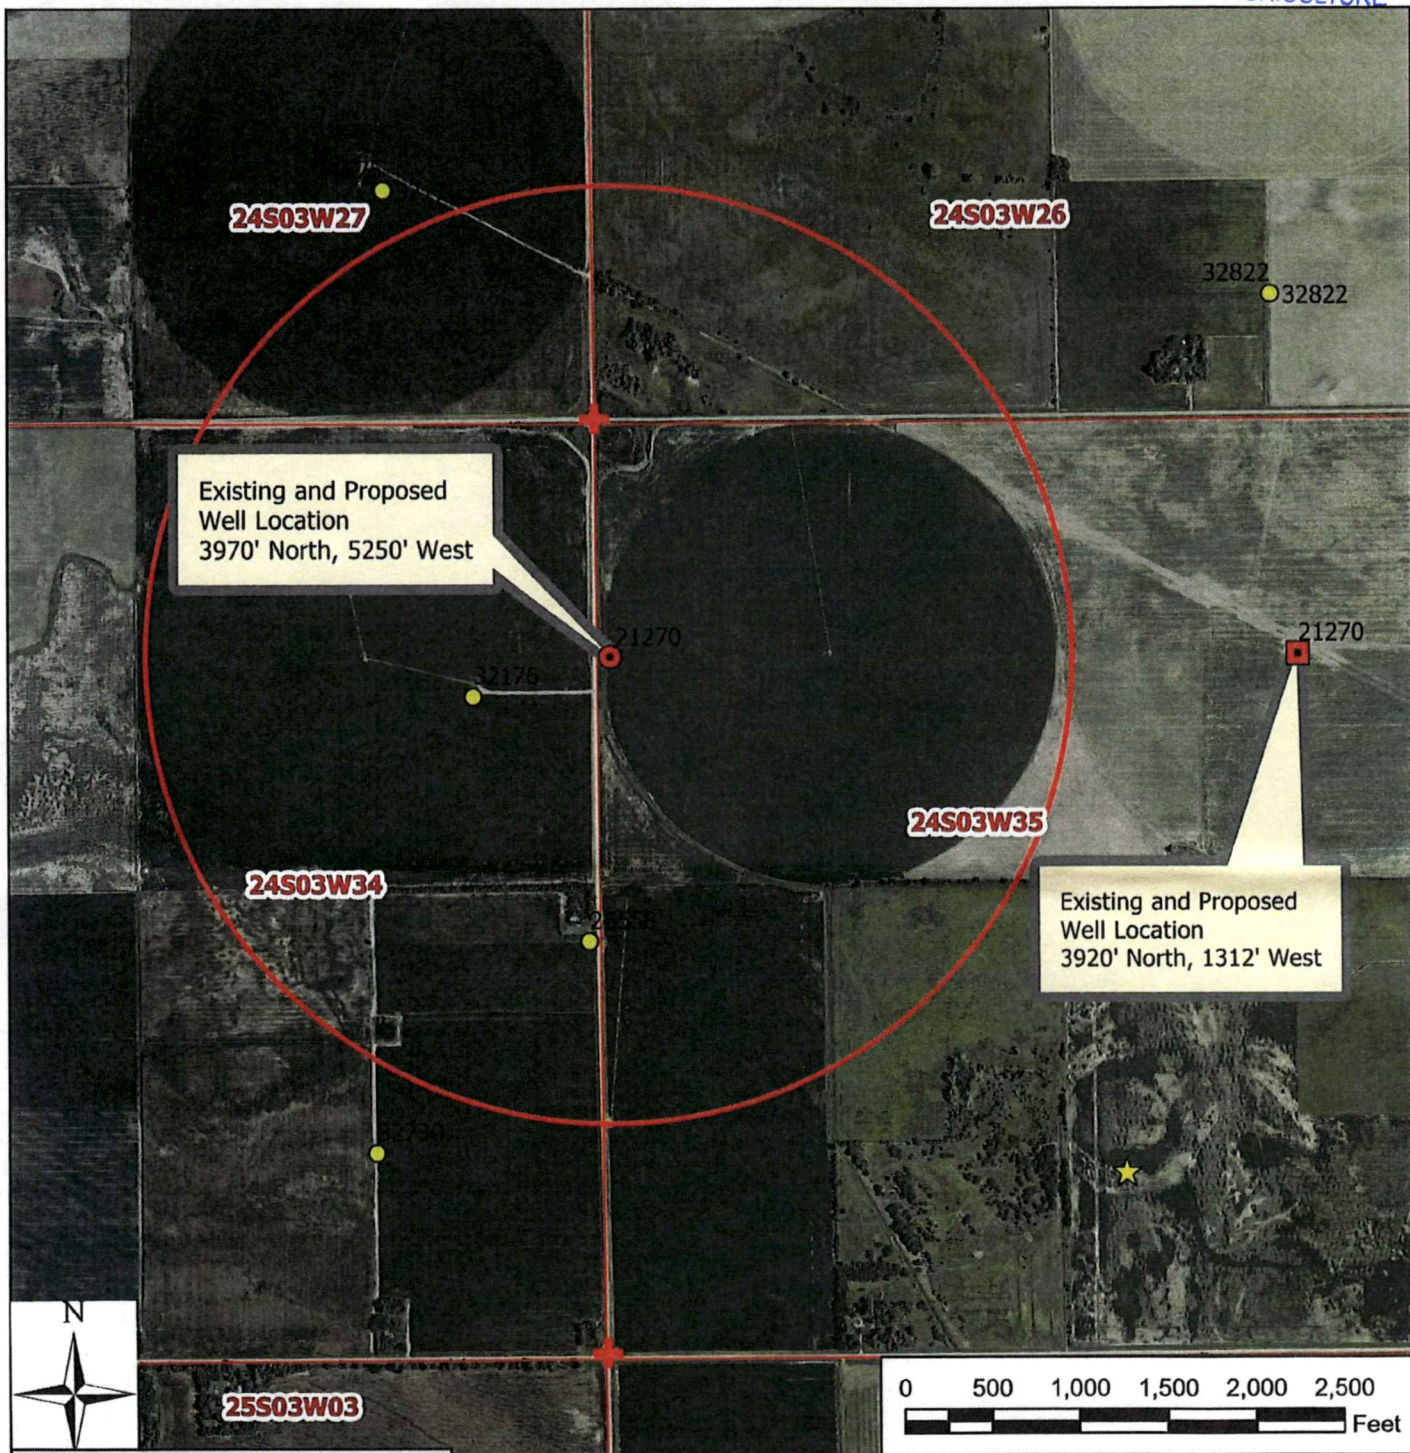 24S03W27
24S03W26
32822
32822
Existing and Proposed
Well Location
3970' North, 5250' West
21270
21270
32176
24S03W35
24S03W34
Existing and Proposed
Well Location
3920' North, 1312' West
N
0 500 1,000 1,500 2,000 2,500
Feet
25S03W03